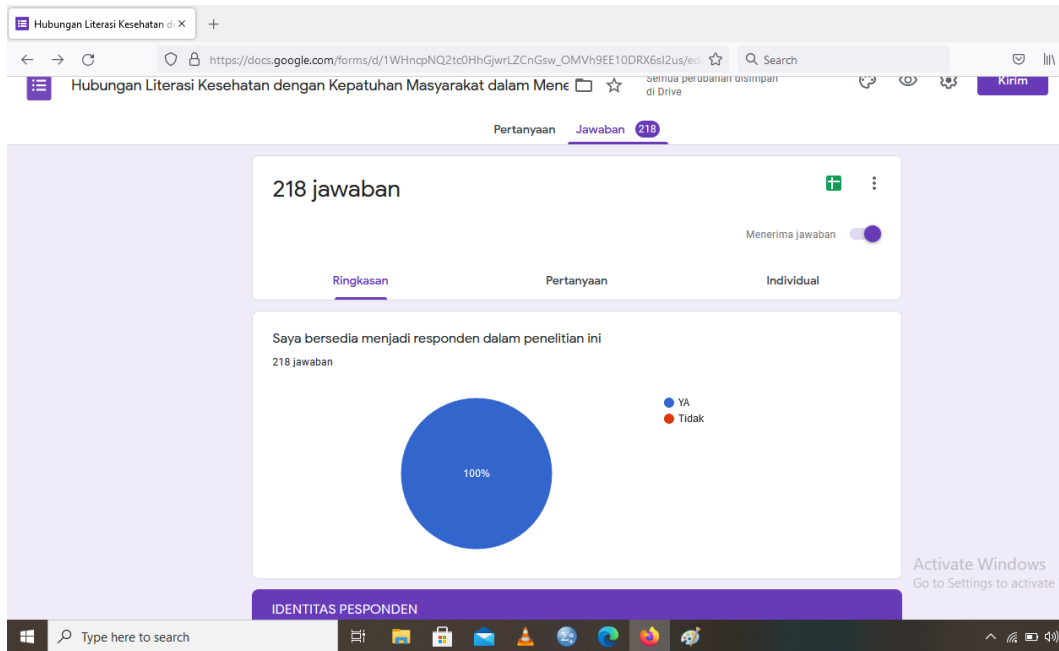 Hubungan Literasi Kesehatan d
https://docs.google.com/forms/d/1WHncpNQ2tc0HhGjwrLZCnGsw_OMVh9EE10DRX6sI2us/ed
Search
Hubungan Literasi Kesehatan dengan Kepatuhan Masyarakat dalam Mene
Semua perubahan disimpan
di Drive
Kirim
Pertanyaan Jawaban 218
218 jawaban
Menerima jawaban
Ringkasan Pertanyaan Individual
Saya bersedia menjadi responden dalam penelitian ini
218 jawaban
YA
Tidak
100%
Activate Windows
Go to Settings to activate
IDENTITAS PESPONDEN
Type here to search